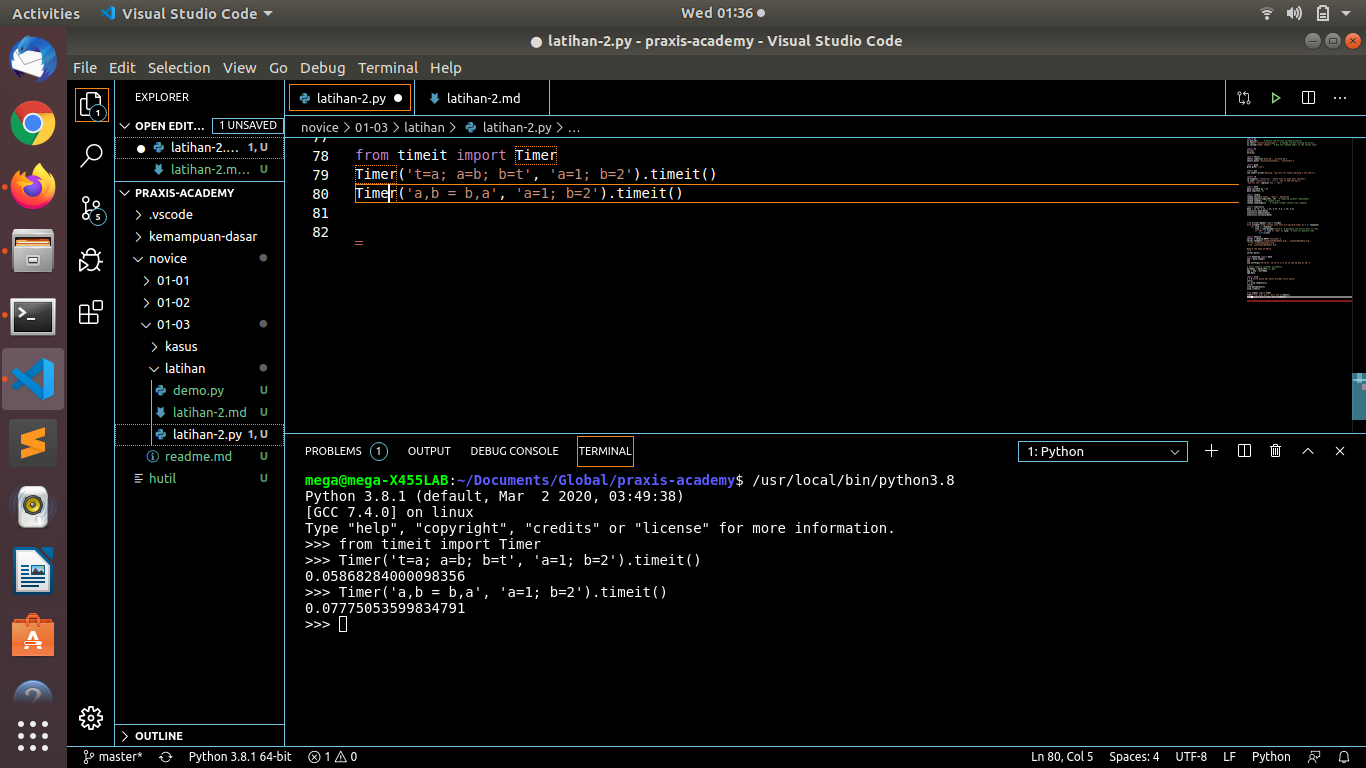 Activities
Visual Studio Code
Wed 01:36
● latihan-2.py - praxis-academy - Visual Studio Code
File Edit Selection View Go Debug Terminal Help
1
5
EXPLORER
OPEN EDIT... 1 UNSAVED
latihan-2.... 1, U
latihan-2.m... U
PRAXIS-ACADEMY
.vscode
kemampuan-dasar
novice
01-01
01-02
01-03
kasus
latihan
demo.py U
latihan-2.md U
latihan-2.py 1, U
readme.md U
hutil
OUTLINE
latihan-2.py
latihan-2.md
novice > 01-03 > latihan > latihan-2.py > ...
78 from timeit import Timer
79 Timer('t=a; a=b; b=t', 'a=1; b=2').timeit()
80 Timer('a,b = b,a', 'a=1; b=2').timeit()
81
82
PROBLEMS 1 OUTPUT DEBUG CONSOLE TERMINAL
1: Python
mega@mega-X455LAB:~/Documents/Global/praxis-academy$ /usr/local/bin/python3.8
Python 3.8.1 (default, Mar  2 2020, 03:49:38)
[GCC 7.4.0] on linux
Type "help", "copyright", "credits" or "license" for more information.
>>> from timeit import Timer
>>> Timer('t=a; a=b; b=t', 'a=1; b=2').timeit()
0.05868284000098356
>>> Timer('a,b = b,a', 'a=1; b=2').timeit()
0.07775053599834791
>>>
master* Python 3.8.1 64-bit 1 0 Ln 80, Col 5 Spaces: 4 UTF-8 LF Python